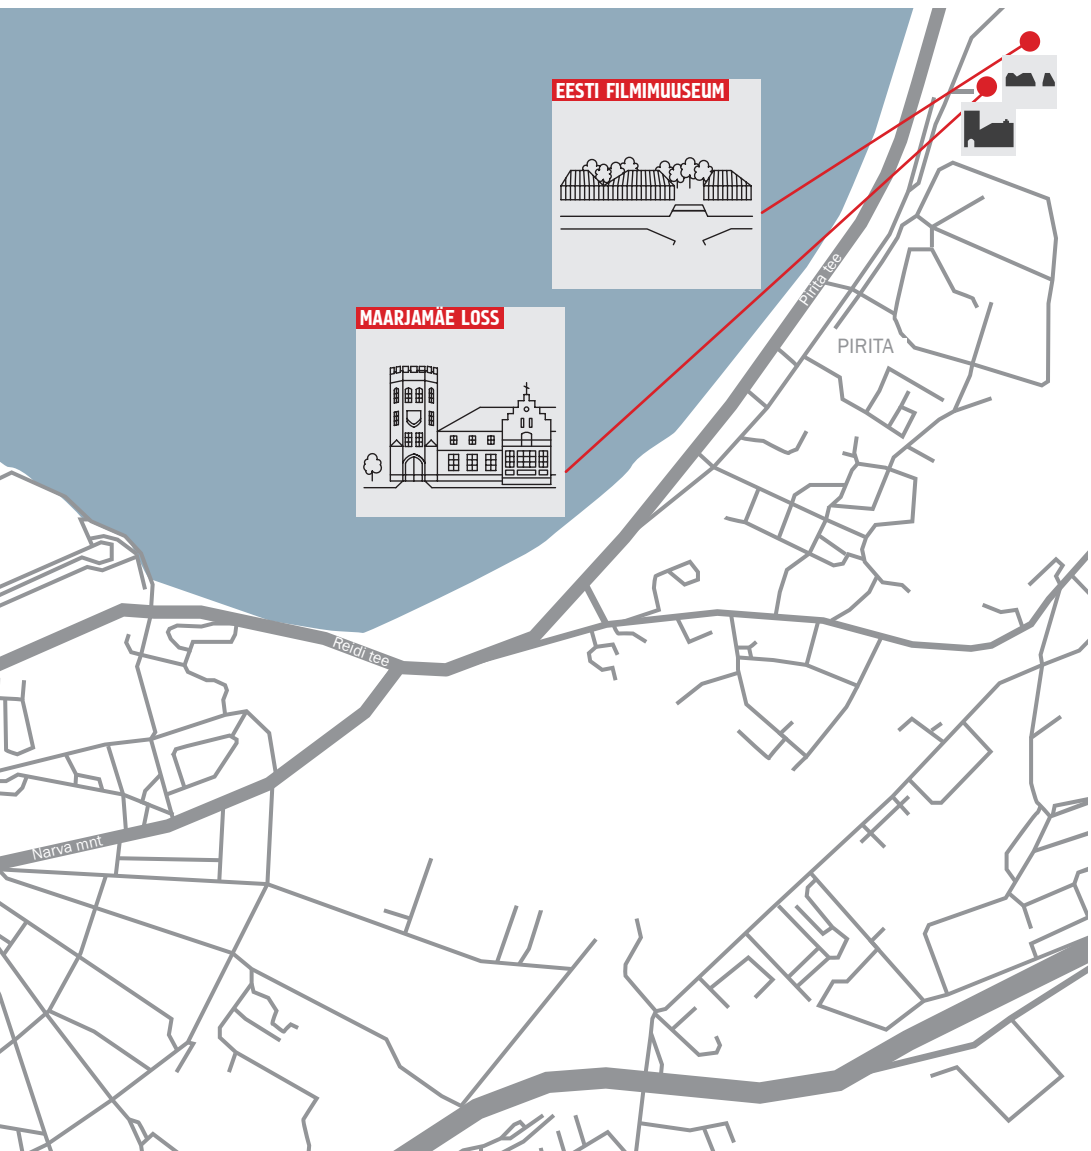 EESTI FILMIMUUSEUM
MAARJAMÄE LOSS
Pirita tee
PIRITA
Reidi tee
Narva mnt